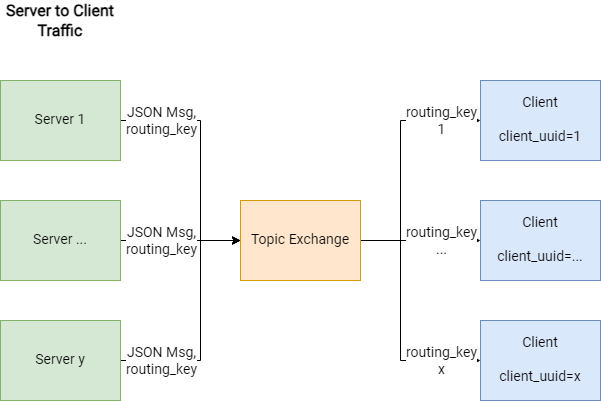 Server to Client
Traffic
Server 1
JSON Msg,
routing_key
routing_key
1
Client
client_uuid=1
Server ...
JSON Msg,
routing_key
Topic Exchange
routing_key
...
Client
client_uuid=...
Server y
JSON Msg,
routing_key
routing_key
x
Client
client_uuid=x